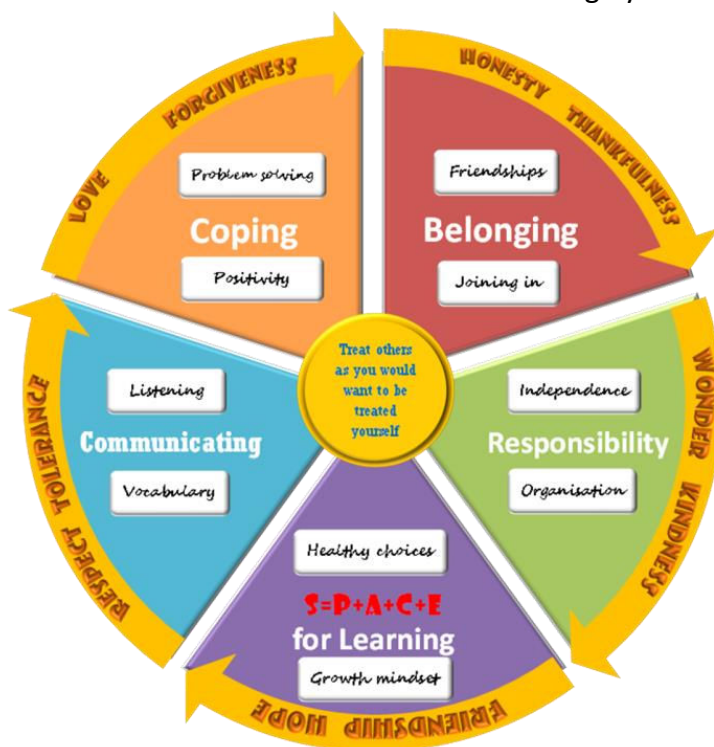 HONESTY THANKFULNESS
Friendships
Belonging
Joining in
WONDER KINDNESS
Independence
Responsibility
Organisation
Healthy choices
S=P+A+C+E
for Learning
Growth mindset
FRIENDSHIP HOPE
RESPECT TOLERANCE
Listening
Communicating
Vocabulary
LOVE FORGIVENESS
Problem solving
Coping
Positivity
Treat others
as you would
want to be
treated
yourself